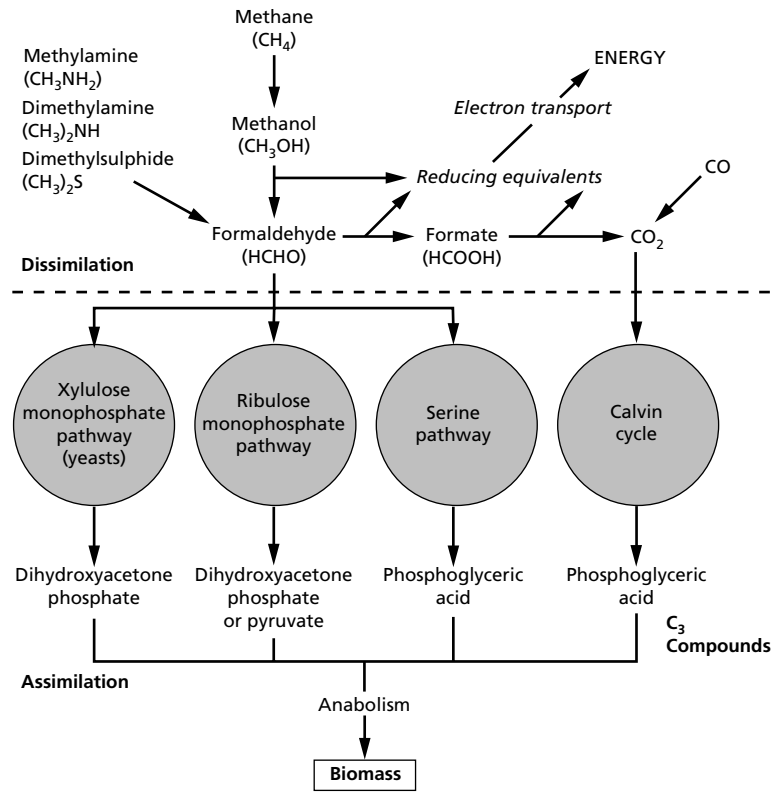 Methane
(CH₄)
Methylamine
(CH₃NH₂)
Dimethylamine
(CH₃)₂NH
Dimethylsulphide
(CH₃)₂S
Methanol
(CH₃OH)
ENERGY
Electron transport
Reducing equivalents
CO
Formaldehyde
(HCHO)
Formate
(HCOOH)
CO₂
Dissimilation
Xylulose
monophosphate
pathway
(yeasts)
Ribulose
monophosphate
pathway
Serine
pathway
Calvin
cycle
Dihydroxyacetone
phosphate
Dihydroxyacetone
phosphate
or pyruvate
Phosphoglyceric
acid
Phosphoglyceric
acid
C₃
Compounds
Assimilation
Anabolism
Biomass